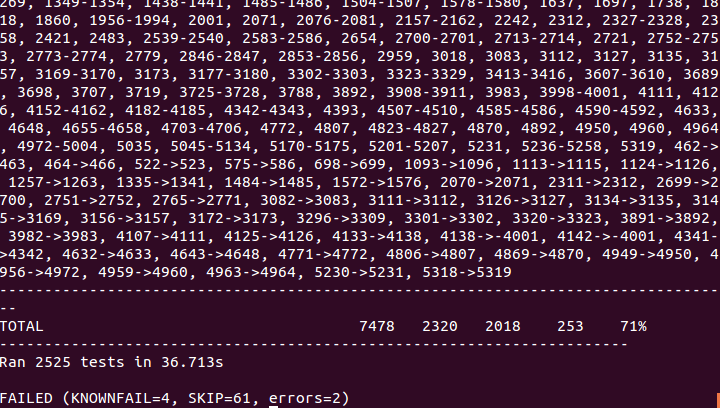 269, 1349-1354, 1438-1441, 1485-1486, 1504-1507, 1578-1580, 1637, 1697, 1738, 18
18, 1860, 1956-1994, 2001, 2071, 2076-2081, 2157-2162, 2242, 2312, 2327-2328, 23
58, 2421, 2483, 2539-2540, 2583-2586, 2654, 2700-2701, 2713-2714, 2721, 2752-275
3, 2773-2774, 2779, 2846-2847, 2853-2856, 2959, 3018, 3083, 3112, 3127, 3135, 31
57, 3169-3170, 3173, 3177-3180, 3302-3303, 3323-3329, 3413-3416, 3607-3610, 3689
, 3698, 3707, 3719, 3725-3728, 3788, 3892, 3908-3911, 3983, 3998-4001, 4111, 412
6, 4152-4162, 4182-4185, 4342-4343, 4393, 4507-4510, 4585-4586, 4590-4592, 4633,
 4648, 4655-4658, 4703-4706, 4772, 4807, 4823-4827, 4870, 4892, 4950, 4960, 4964
, 4972-5004, 5035, 5045-5134, 5170-5175, 5201-5207, 5231, 5236-5258, 5319, 462->
463, 464->466, 522->523, 575->586, 698->699, 1093->1096, 1113->1115, 1124->1126,
 1257->1263, 1335->1341, 1484->1485, 1572->1576, 2070->2071, 2311->2312, 2699->2
700, 2751->2752, 2765->2771, 3082->3083, 3111->3112, 3126->3127, 3134->3135, 314
5->3169, 3156->3157, 3172->3173, 3296->3309, 3301->3302, 3320->3323, 3891->3892,
 3982->3983, 4107->4111, 4125->4126, 4133->4138, 4138->-4001, 4142->-4001, 4341-
>4342, 4632->4633, 4643->4648, 4771->4772, 4806->4807, 4869->4870, 4949->4950, 4
956->4972, 4959->4960, 4963->4964, 5230->5231, 5318->5319
--------------------------------------------------------------------------------
--
TOTAL 7478 2320 2018 253 71%
----------------------------------------------------------------------
Ran 2525 tests in 36.713s
FAILED (KNOWNFAIL=4, SKIP=61, errors=2)